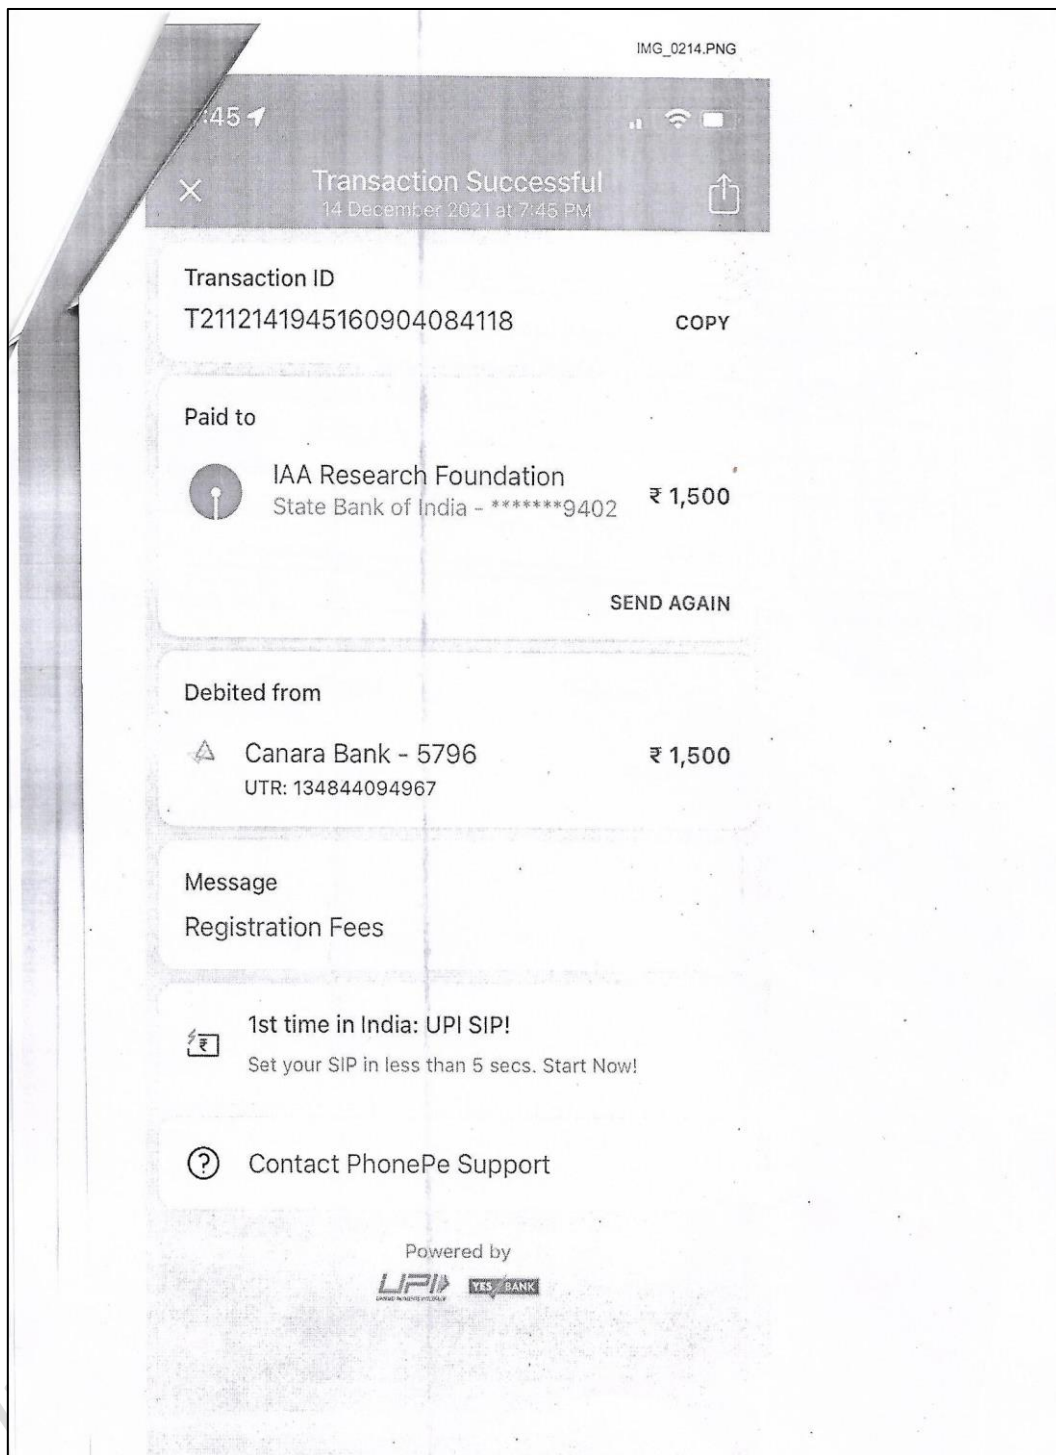 IMG_0214.PNG
:45
Transaction Successful
14 December 2021 at 7:45 PM
Transaction ID
T2112141945160904084118
COPY
Paid to
IAA Research Foundation
₹ 1,500
State Bank of India - *******9402
SEND AGAIN
Debited from
Canara Bank - 5796
₹ 1,500
UTR: 134844094967
Message
Registration Fees
1st time in India: UPI SIP!
Set your SIP in less than 5 secs. Start Now!
Contact PhonePe Support
Powered by
UPI YES BANK